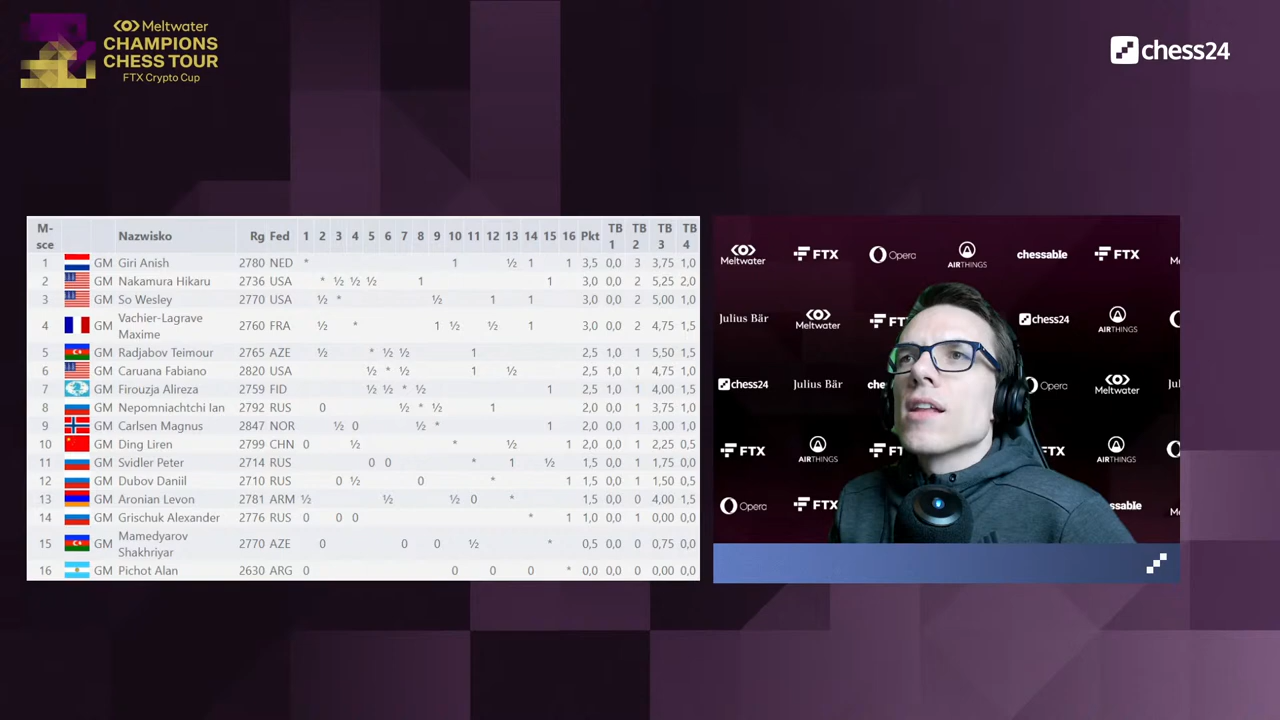 Meltwater
CHAMPIONS
CHESS TOUR
FTX Crypto Cup
chess24
M-sce Nazwisko Rg Fed 1 2 3 4 5 6 7 8 9 10 11 12 13 14 15 16 Pkt TB 1 TB 2 TB 3 TB 4
1 GM Giri Anish 2780 NED * 1 ½ 1 1 3,5 0,0 3 3,75 1,0
2 GM Nakamura Hikaru 2736 USA * ½ ½ ½ 1 1 3,0 0,0 2 5,25 2,0
3 GM So Wesley 2770 USA ½ * ½ 1 1 3,0 0,0 2 5,00 1,0
4 GM Vachier-Lagrave Maxime 2760 FRA ½ * 1 ½ ½ 1 3,0 0,0 2 4,75 1,5
5 GM Radjabov Teimour 2765 AZE ½ * ½ ½ 1 2,5 1,0 1 5,50 1,5
6 GM Caruana Fabiano 2820 USA ½ * ½ 1 ½ 2,5 1,0 1 4,75 1,0
7 GM Firouzja Alireza 2759 FID ½ ½ * ½ 1 2,5 1,0 1 4,00 1,5
8 GM Nepomniachtchi Ian 2792 RUS 0 ½ * ½ 1 2,0 0,0 1 3,75 1,0
9 GM Carlsen Magnus 2847 NOR ½ 0 ½ * 1 2,0 0,0 1 3,00 1,0
10 GM Ding Liren 2799 CHN 0 ½ * ½ 1 2,0 0,0 1 2,25 0,5
11 GM Svidler Peter 2714 RUS 0 0 * 1 ½ 1,5 0,0 1 1,75 0,0
12 GM Dubov Daniil 2710 RUS 0 ½ 0 * 1 1,5 0,0 1 1,50 0,5
13 GM Aronian Levon 2781 ARM ½ ½ ½ 0 * 1,5 0,0 0 4,00 1,5
14 GM Grischuk Alexander 2776 RUS 0 0 0 * 1 1,0 0,0 1 0,00 0,0
15 GM Mamedyarov Shakhriyar 2770 AZE 0 0 0 ½ * 0,5 0,0 0 0,75 0,0
16 GM Pichot Alan 2630 ARG 0 0 0 0 * 0,0 0,0 0 0,00 0,0
Meltwater FTX Opera AIRTHINGS chessable FTX
Julius Bär Meltwater FTX chess24 AIRTHINGS
chess24 Julius Bär Opera Meltwater
FTX AIRTHINGS FTX AIRTHINGS
Opera FTX